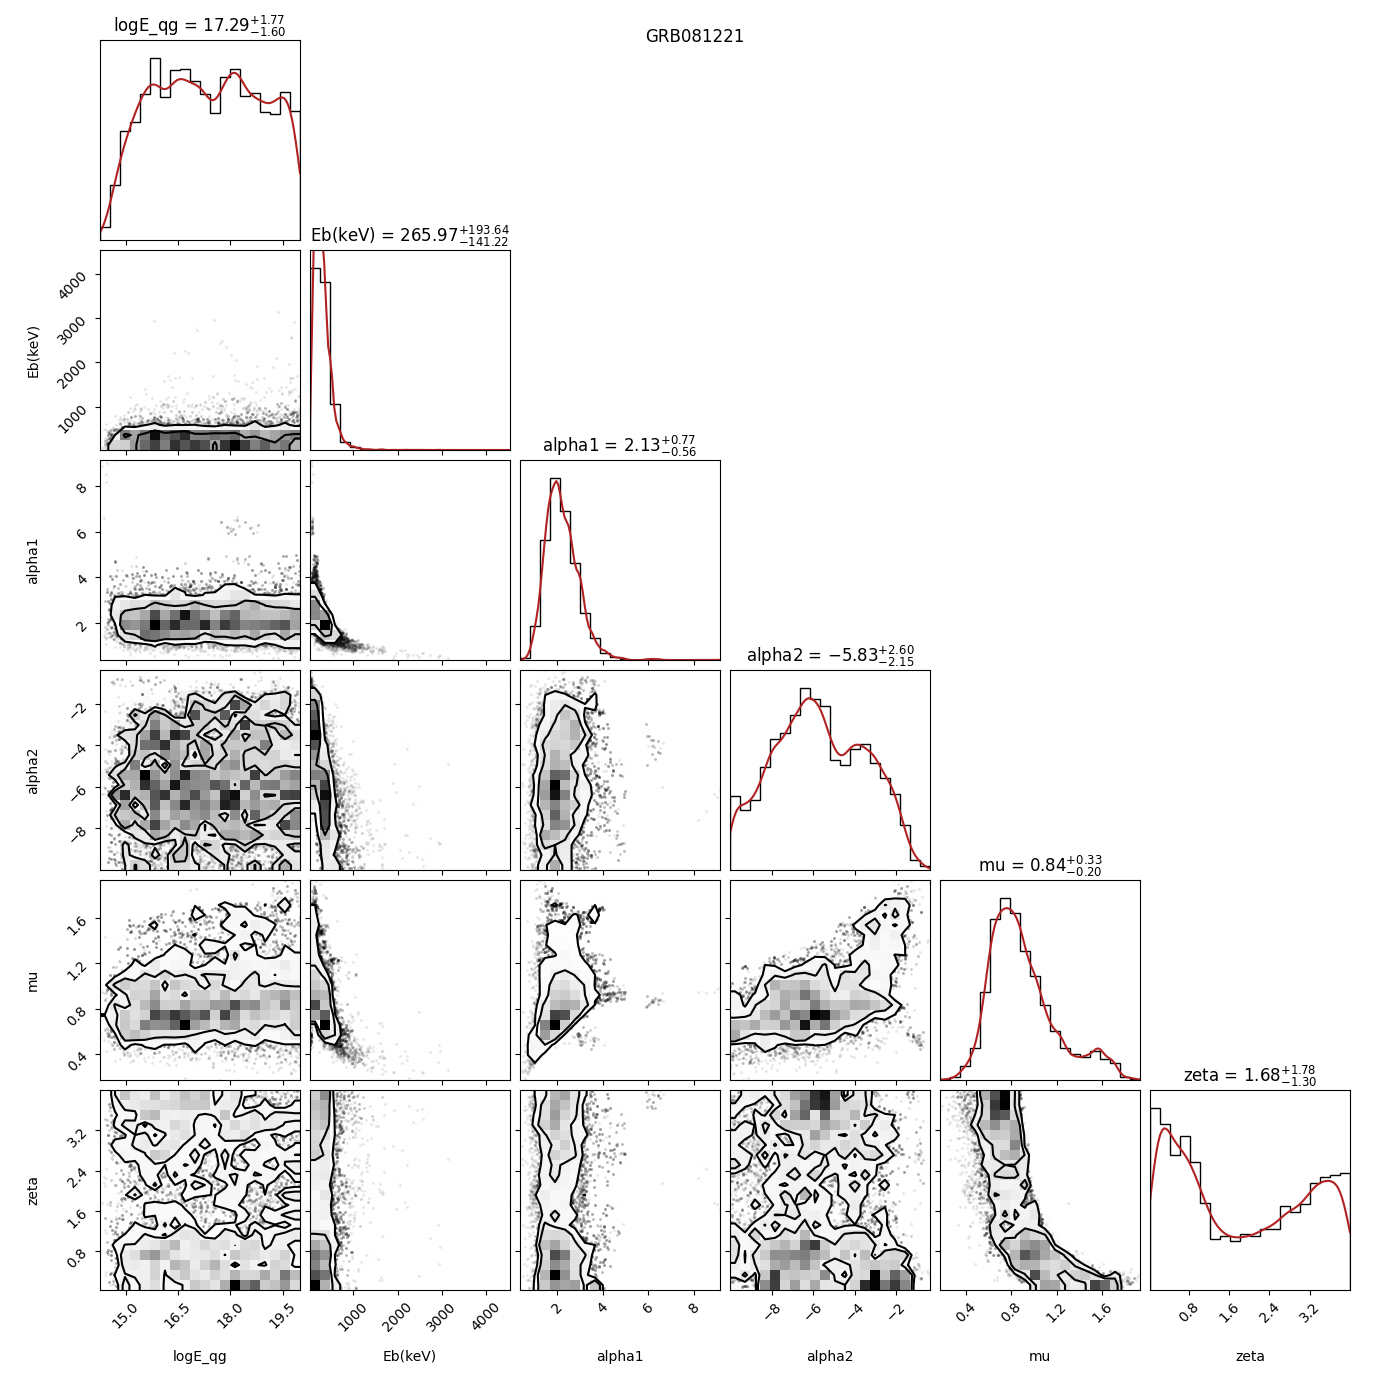 GRB081221
logE_qg = 17.29+1.77 −1.60
Eb(keV) = 265.97+193.64 −141.22
Eb(keV)
4000
3000
2000
1000
alpha1 = 2.13+0.77 −0.56
alpha1
8
6
4
2
alpha2 = −5.83+2.60 −2.15
alpha2
−2
−4
−6
−8
mu = 0.84+0.33 −0.20
mu
1.6
1.2
0.8
0.4
zeta = 1.68+1.78 −1.30
zeta
3.2
2.4
1.6
0.8
15.0 16.5 18.0 19.5 1000 2000 3000 4000 2 4 6 8 −8 −6 −4 −2 0.4 0.8 1.2 1.6 0.8 1.6 2.4 3.2
logE_qg Eb(keV) alpha1 alpha2 mu zeta